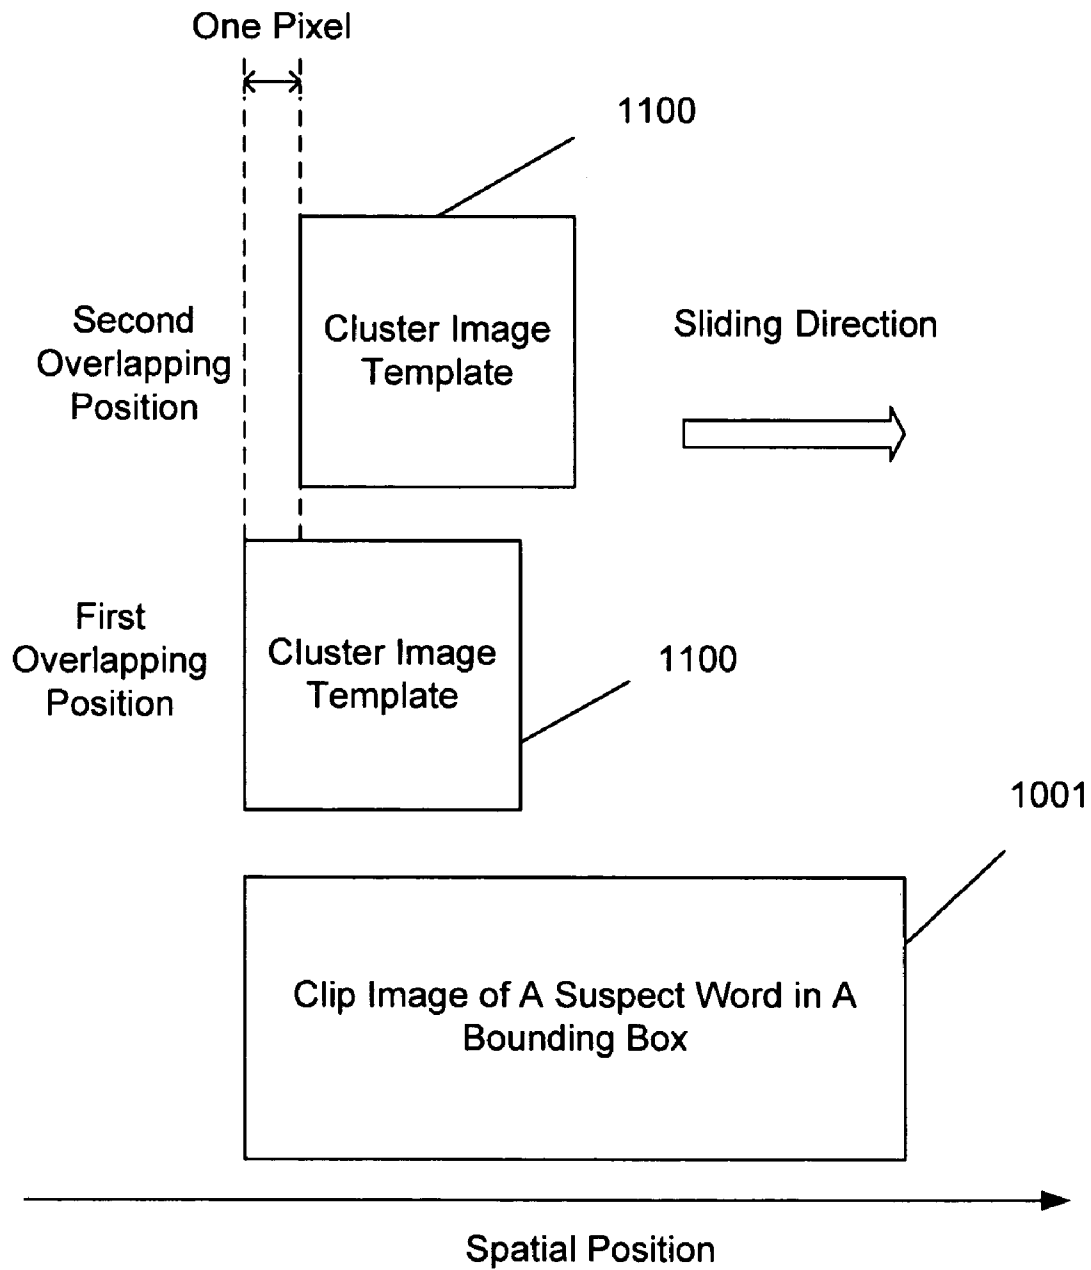 One Pixel
1100
Second
Overlapping
Position
Cluster Image
Template
Sliding Direction
First
Overlapping
Position
Cluster Image
Template
1100
1001
Clip Image of A Suspect Word in A
Bounding Box
Spatial Position